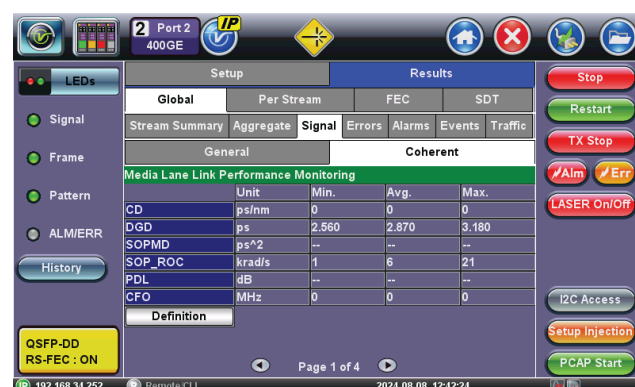 2 Port 2
400GE
IP
LEDs
Signal
Frame
Pattern
ALM/ERR
History
QSFP-DD
RS-FEC : ON
Setup Results
Global Per Stream FEC SDT
Stream Summary Aggregate Signal Errors Alarms Events Traffic
General Coherent
Media Lane Link Performance Monitoring
Unit Min. Avg. Max.
CD ps/nm 0 0 0
DGD ps 2.560 2.870 3.180
SOPMD ps^2 -- -- --
SOP_ROC krad/s 1 6 21
PDL dB -- -- --
CFO MHz 0 0 0
Definition
Page 1 of 4
Stop
Restart
TX Stop
Alm Err
LASER On/Off
I2C Access
Setup Injection
PCAP Start
IP 192.168.34.252 R Remote/CLI 2024.08.08 12:42:24